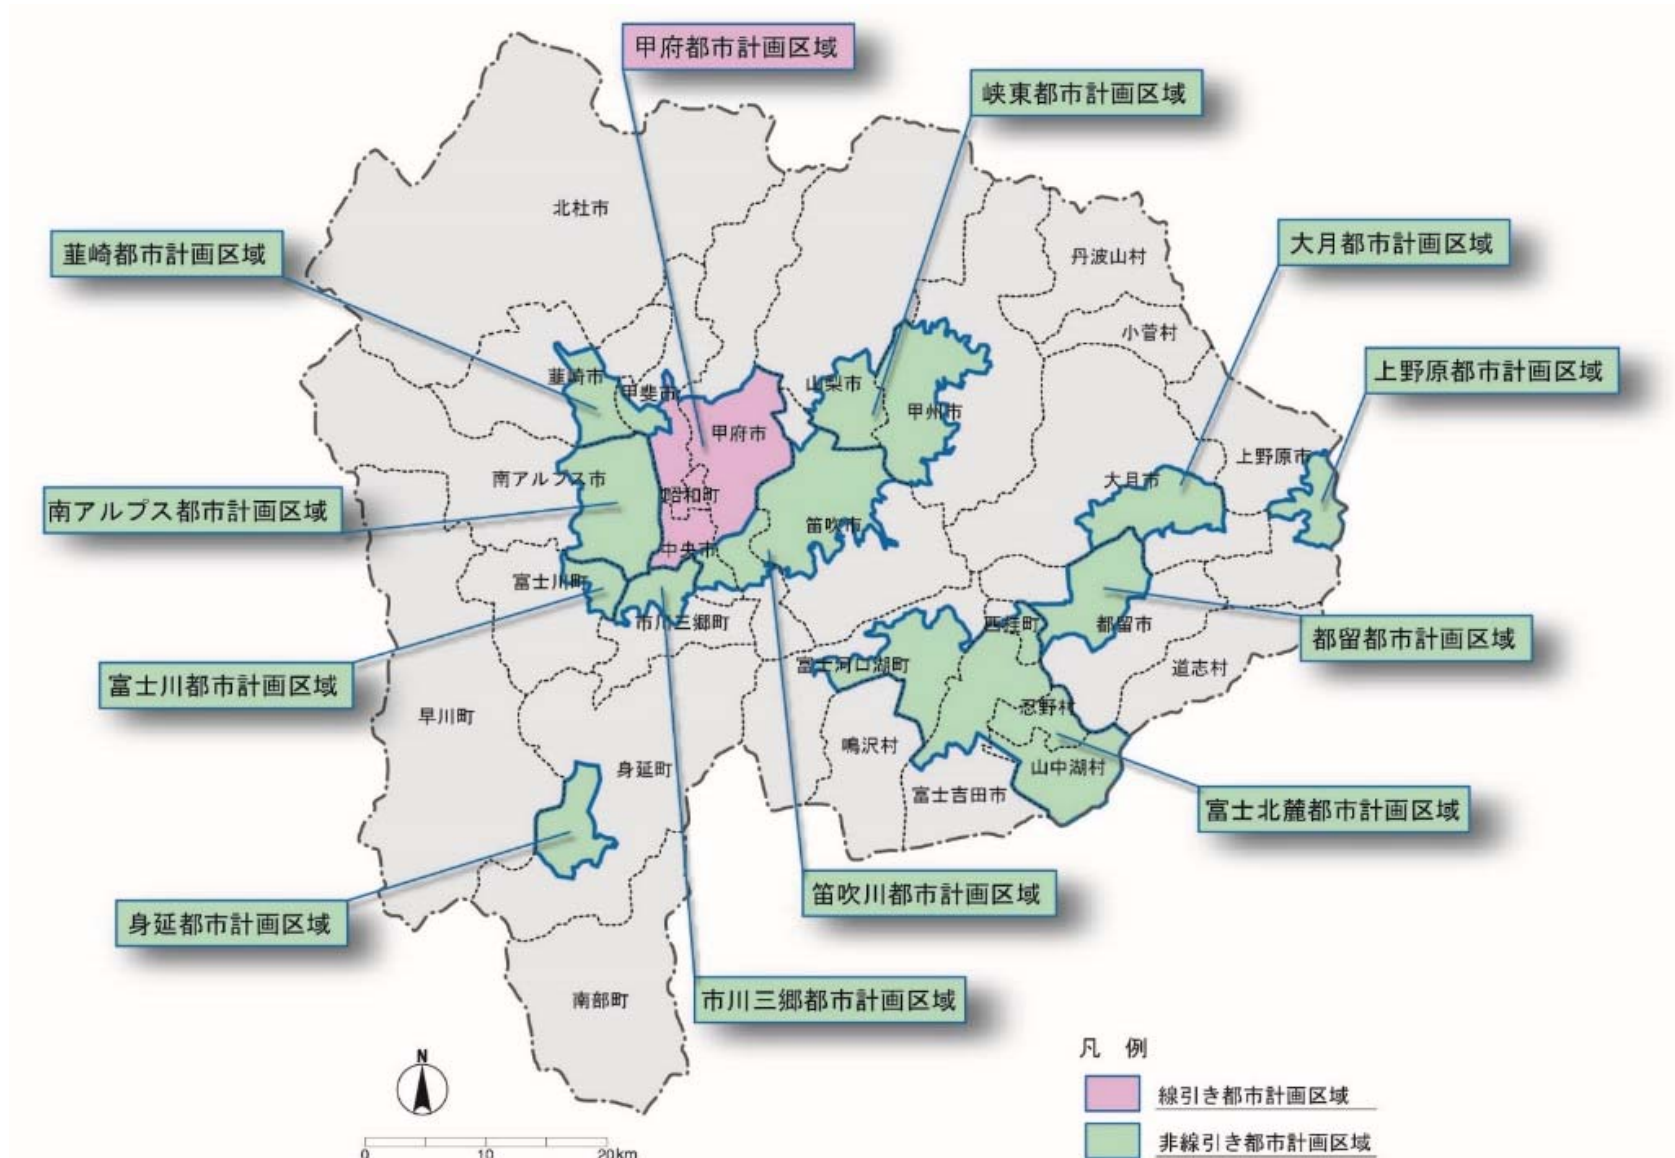 甲府都市計画区域
峡東都市計画区域
北杜市
大月都市計画区域
韮崎都市計画区域
丹波山村
小菅村
上野原都市計画区域
韮崎市
甲斐市
山梨市
甲州市
甲府市
上野原市
南アルプス市
大月市
昭和町
南アルプス都市計画区域
笛吹市
中央市
富士川町
市川三郷町
西桂町
都留市
都留都市計画区域
富士河口湖町
道志村
富士川都市計画区域
早川町
忍野村
鳴沢村
身延町
山中湖村
富士吉田市
富士北麓都市計画区域
笛吹川都市計画区域
身延都市計画区域
南部町
市川三郷都市計画区域
凡 例
N
線引き都市計画区域
非線引き都市計画区域
0 10 20km